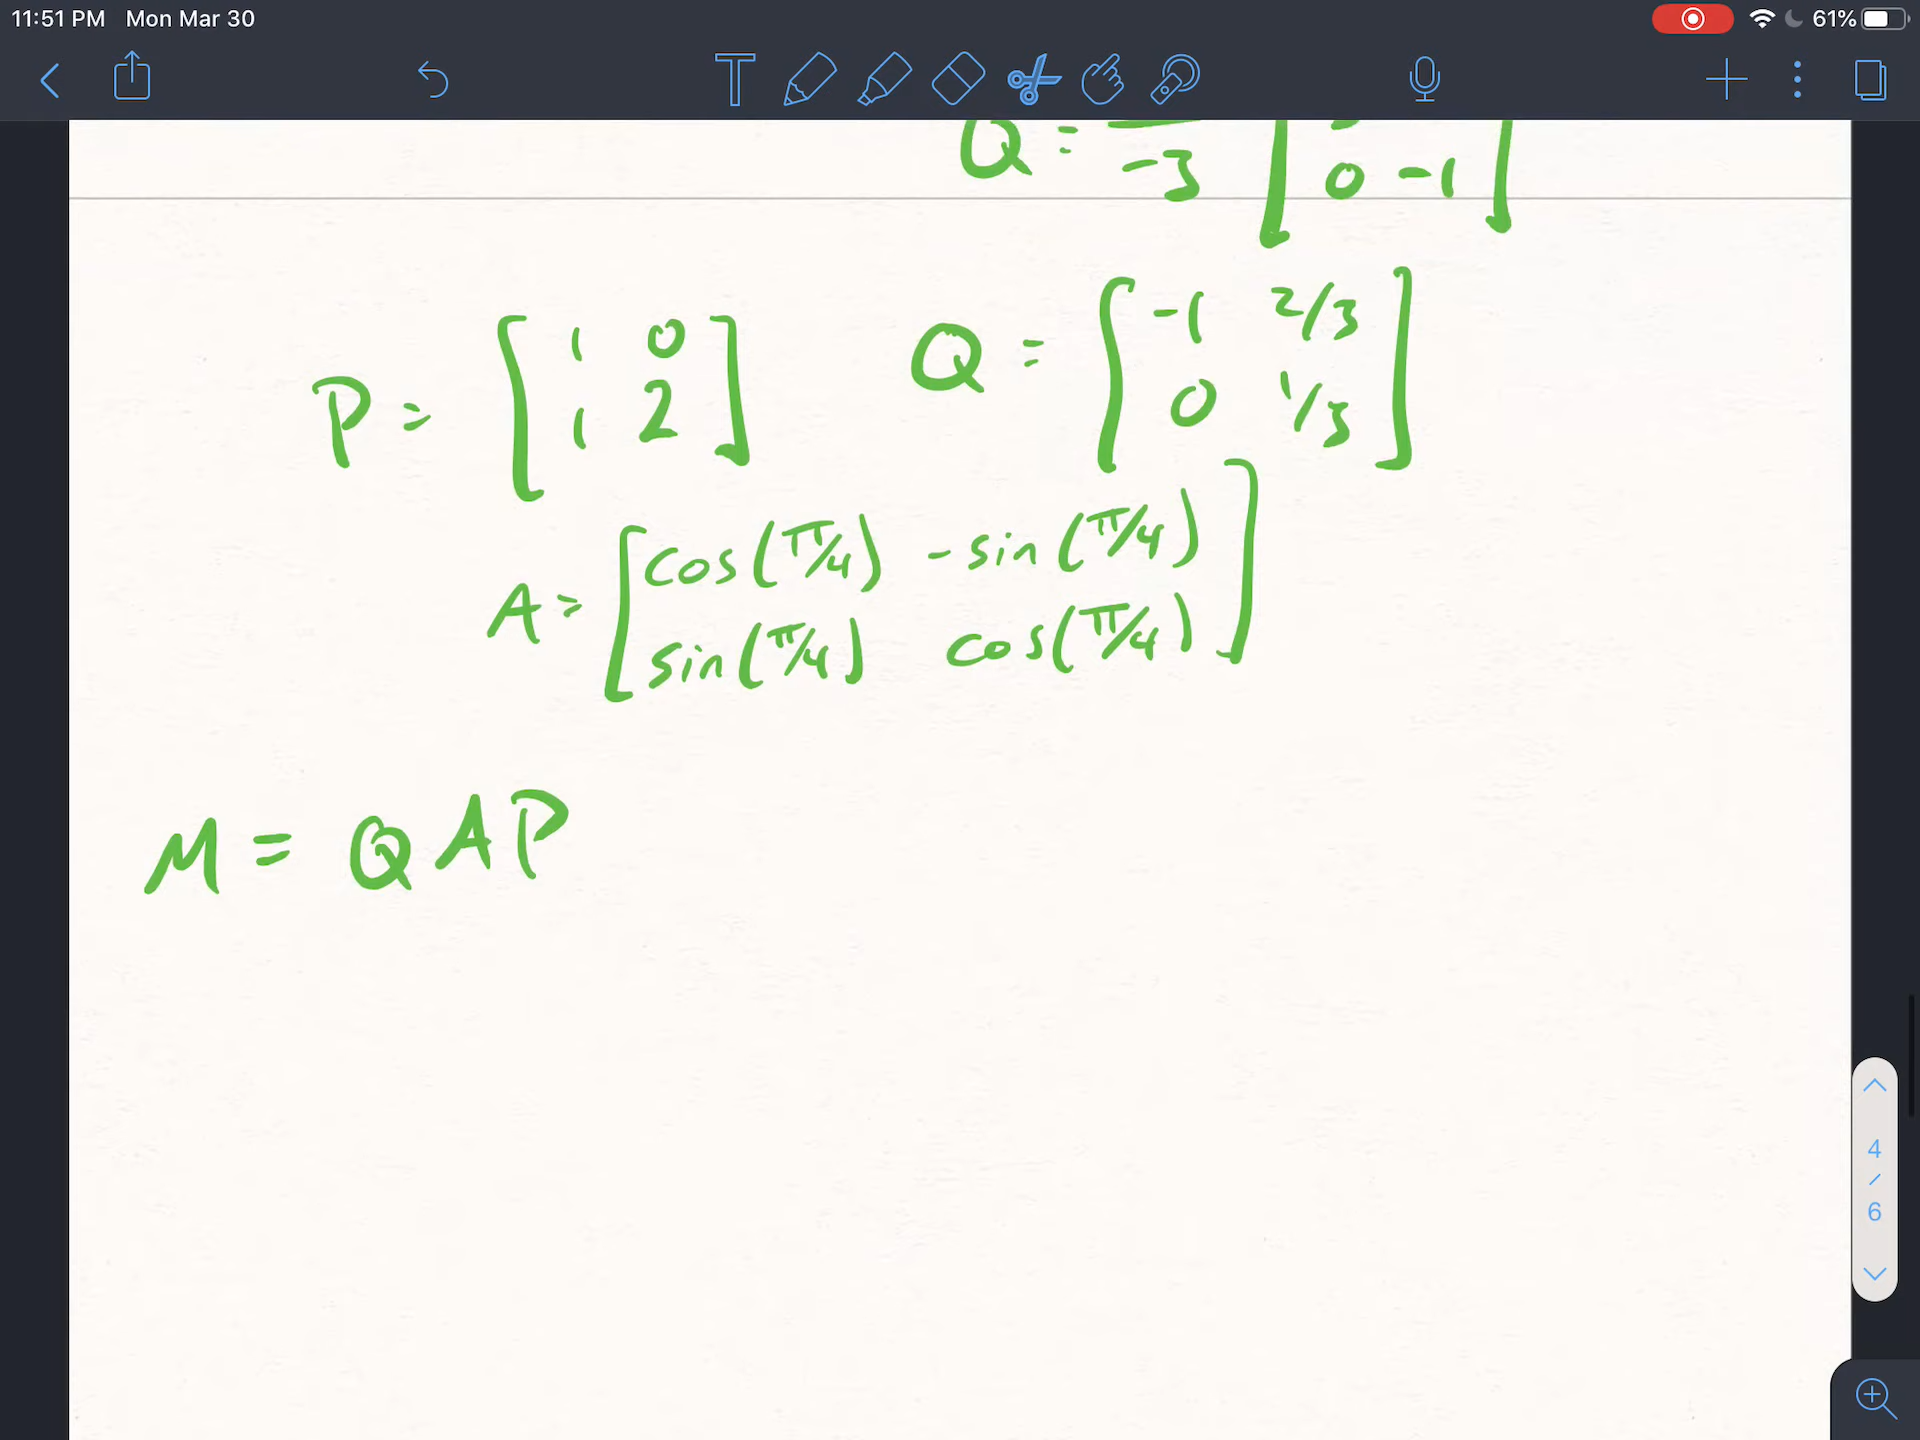 11:51 PM Mon Mar 30 61%
Q = -3 [ 0 -1 ]
P = [ 1 0
1 2 ]
Q = [ -1 2/3
0 1/3 ]
A = [ cos(π/4) -sin(π/4)
sin(π/4) cos(π/4) ]
M = QAP
4
/
6